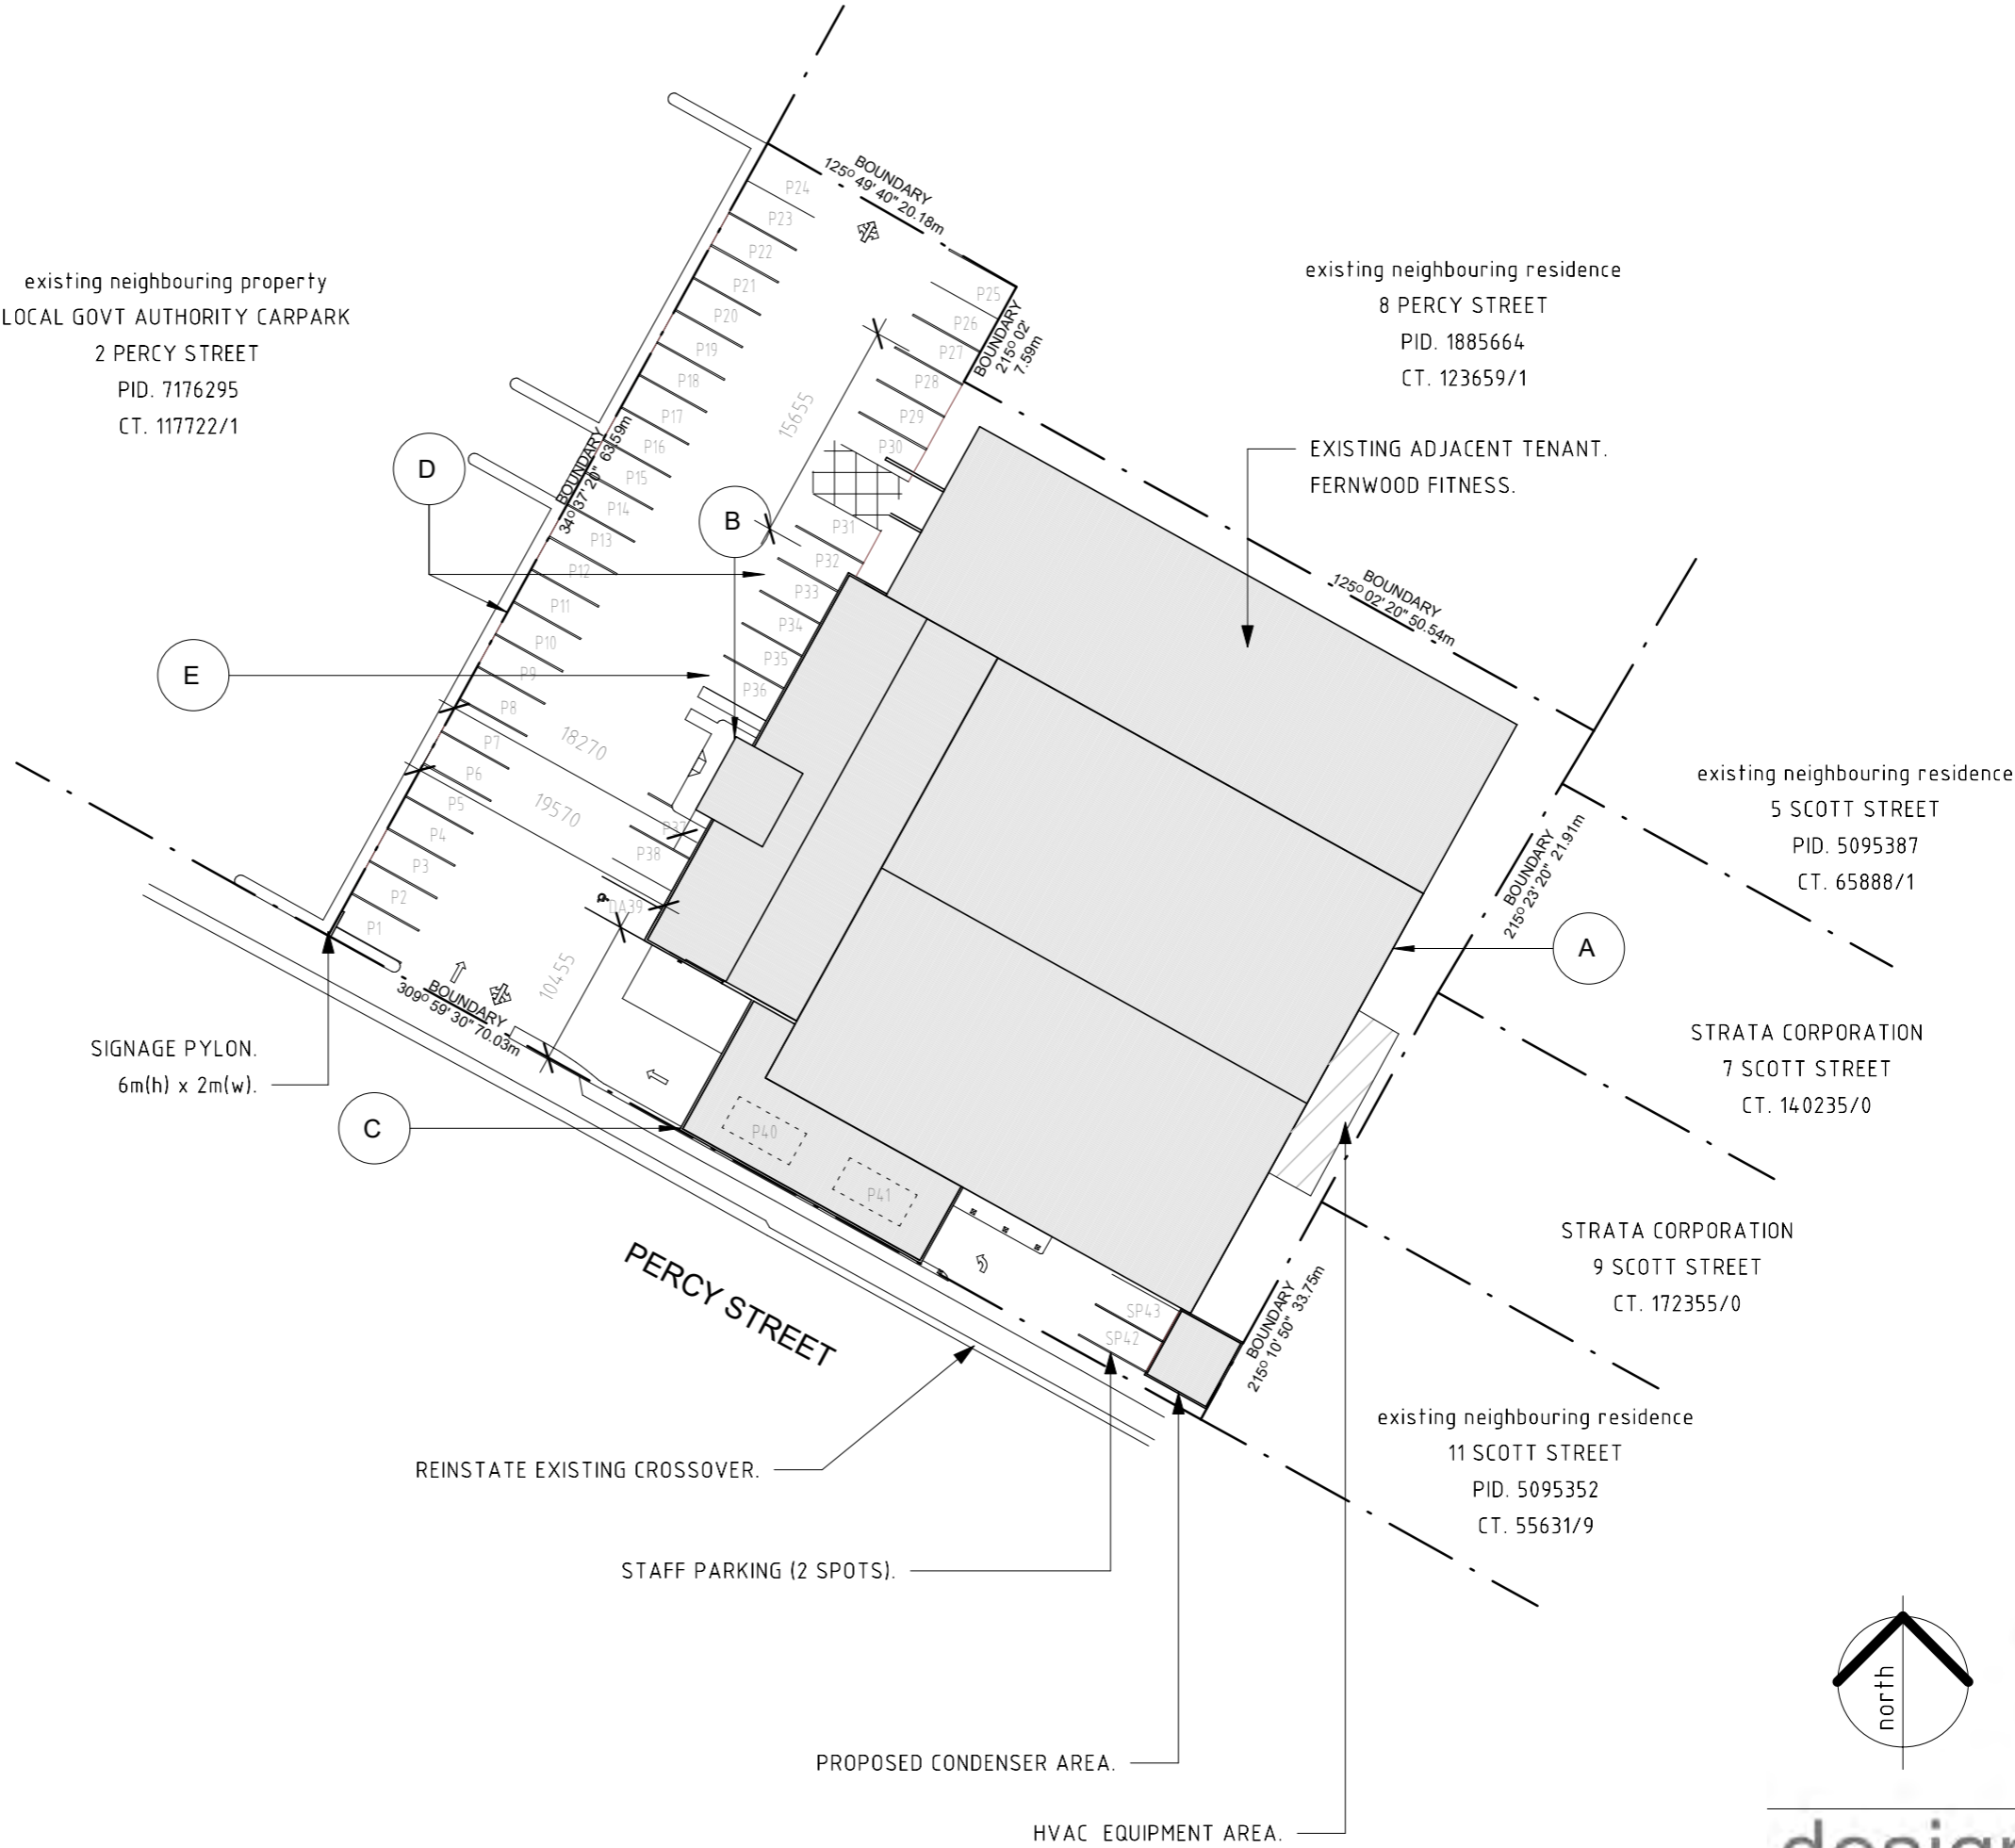 existing neighbouring property
LOCAL GOVT AUTHORITY CARPARK
2 PERCY STREET
PID. 7176295
CT. 117722/1
BOUNDARY
125° 49' 40" 20.18m
P24
P23
P22
P21
P20
P19
P18
P17
P16
P15
P14
P13
P12
P11
P10
P9
P8
P7
P6
P5
P4
P3
P2
P1
P25
P26
P27
P28
P29
P30
P31
P32
P33
P34
P35
P36
P37
P38
DA39
P40
P41
SP43
SP42
BOUNDARY
215° 02'
7.59m
15655
BOUNDARY
34° 37' 20" 63.59m
existing neighbouring residence
8 PERCY STREET
PID. 1885664
CT. 123659/1
EXISTING ADJACENT TENANT.
FERNWOOD FITNESS.
D
B
E
A
C
18270
19570
10455
BOUNDARY
125° 02' 20" 50.54m
existing neighbouring residence
5 SCOTT STREET
PID. 5095387
CT. 65888/1
BOUNDARY
215° 23' 20" 21.91m
STRATA CORPORATION
7 SCOTT STREET
CT. 140235/0
BOUNDARY
309° 59' 30" 70.03m
SIGNAGE PYLON.
6m(h) x 2m(w).
STRATA CORPORATION
9 SCOTT STREET
CT. 172355/0
PERCY STREET
BOUNDARY
215° 10' 50" 33.75m
existing neighbouring residence
11 SCOTT STREET
PID. 5095352
CT. 55631/9
REINSTATE EXISTING CROSSOVER.
STAFF PARKING (2 SPOTS).
PROPOSED CONDENSER AREA.
HVAC EQUIPMENT AREA.
north